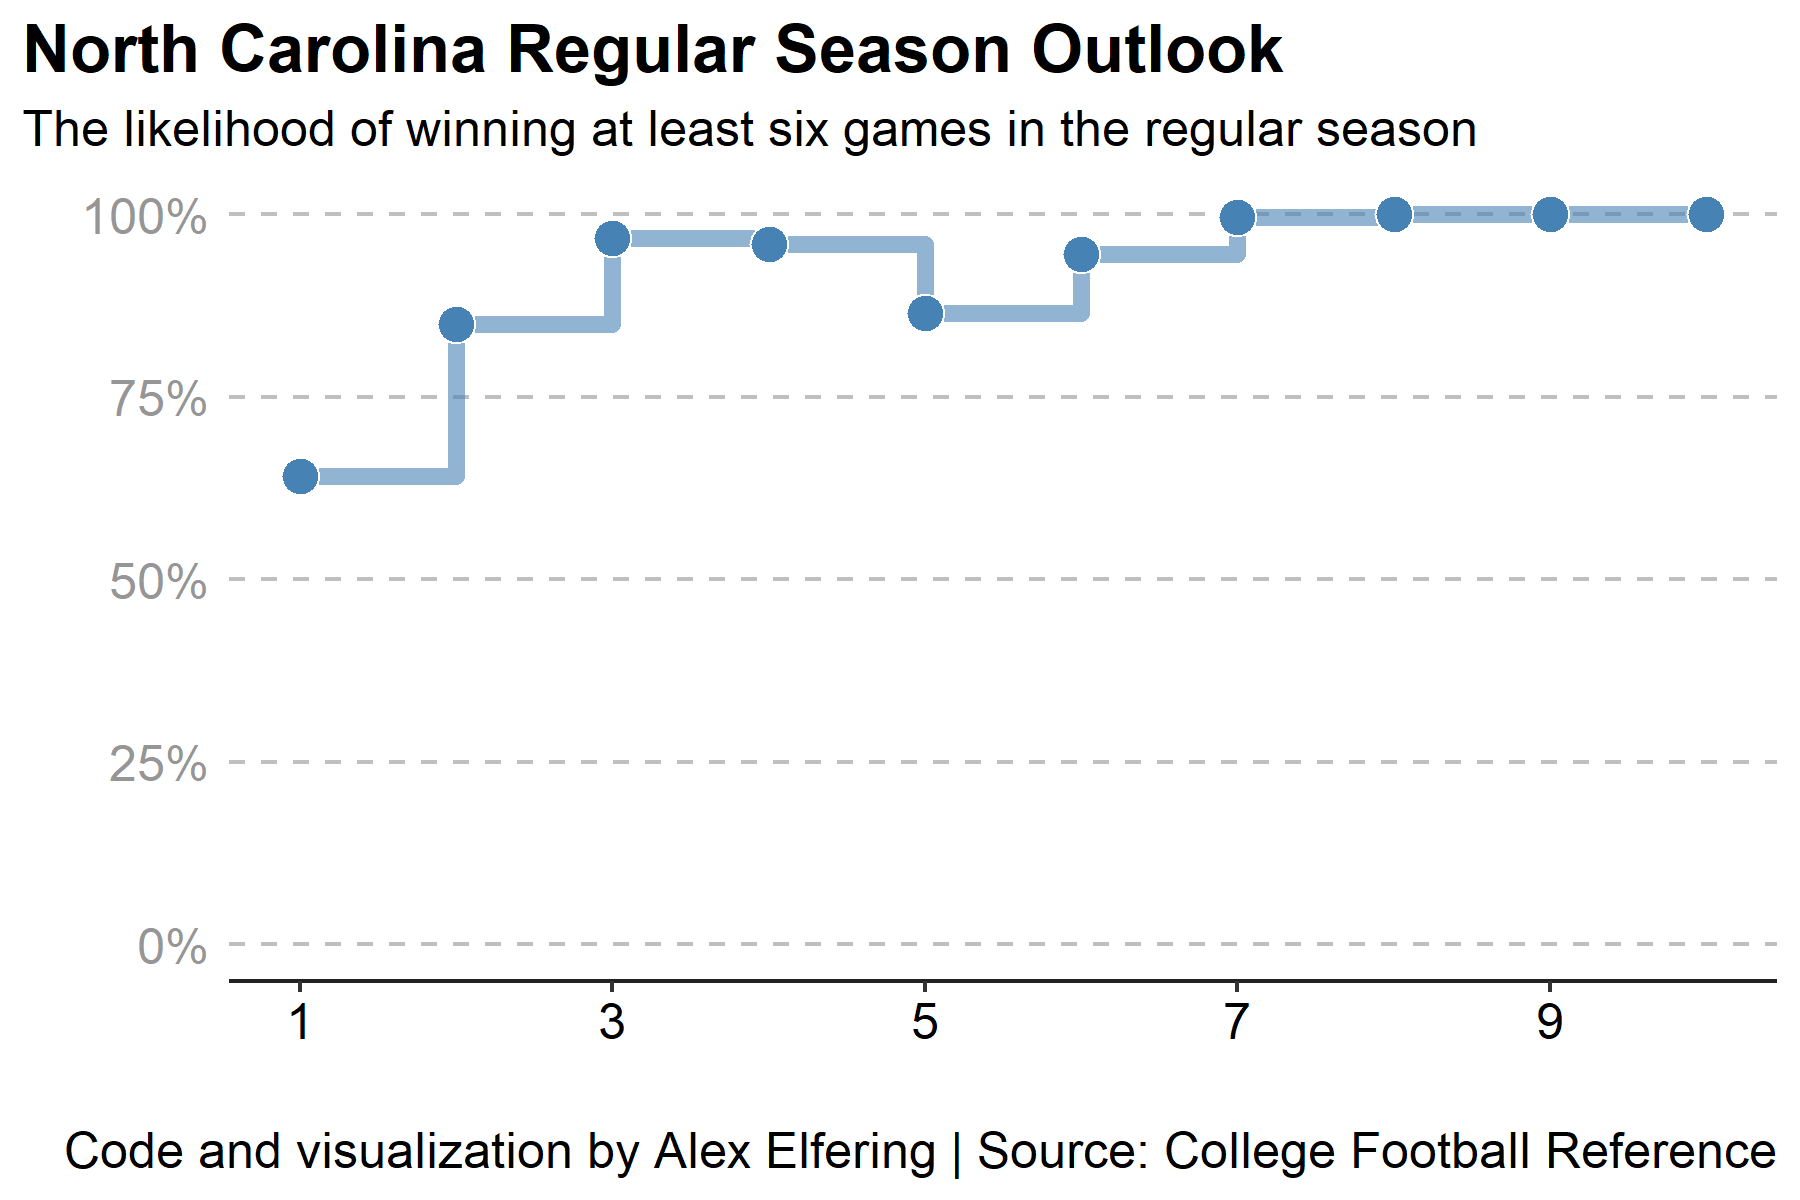 North Carolina Regular Season Outlook
The likelihood of winning at least six games in the regular season
100%
75%
50%
25%
0%
1 3 5 7 9
Code and visualization by Alex Elfering | Source: College Football Reference